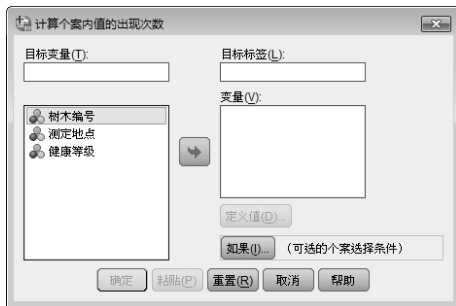 计算个案内值的出现次数
目标变量(T):
目标标签(L):
树木编号
测定地点
健康等级
变量(V):
定义值(D)...
如果(I)... (可选的个案选择条件)
确定 粘贴(P) 重置(R) 取消 帮助